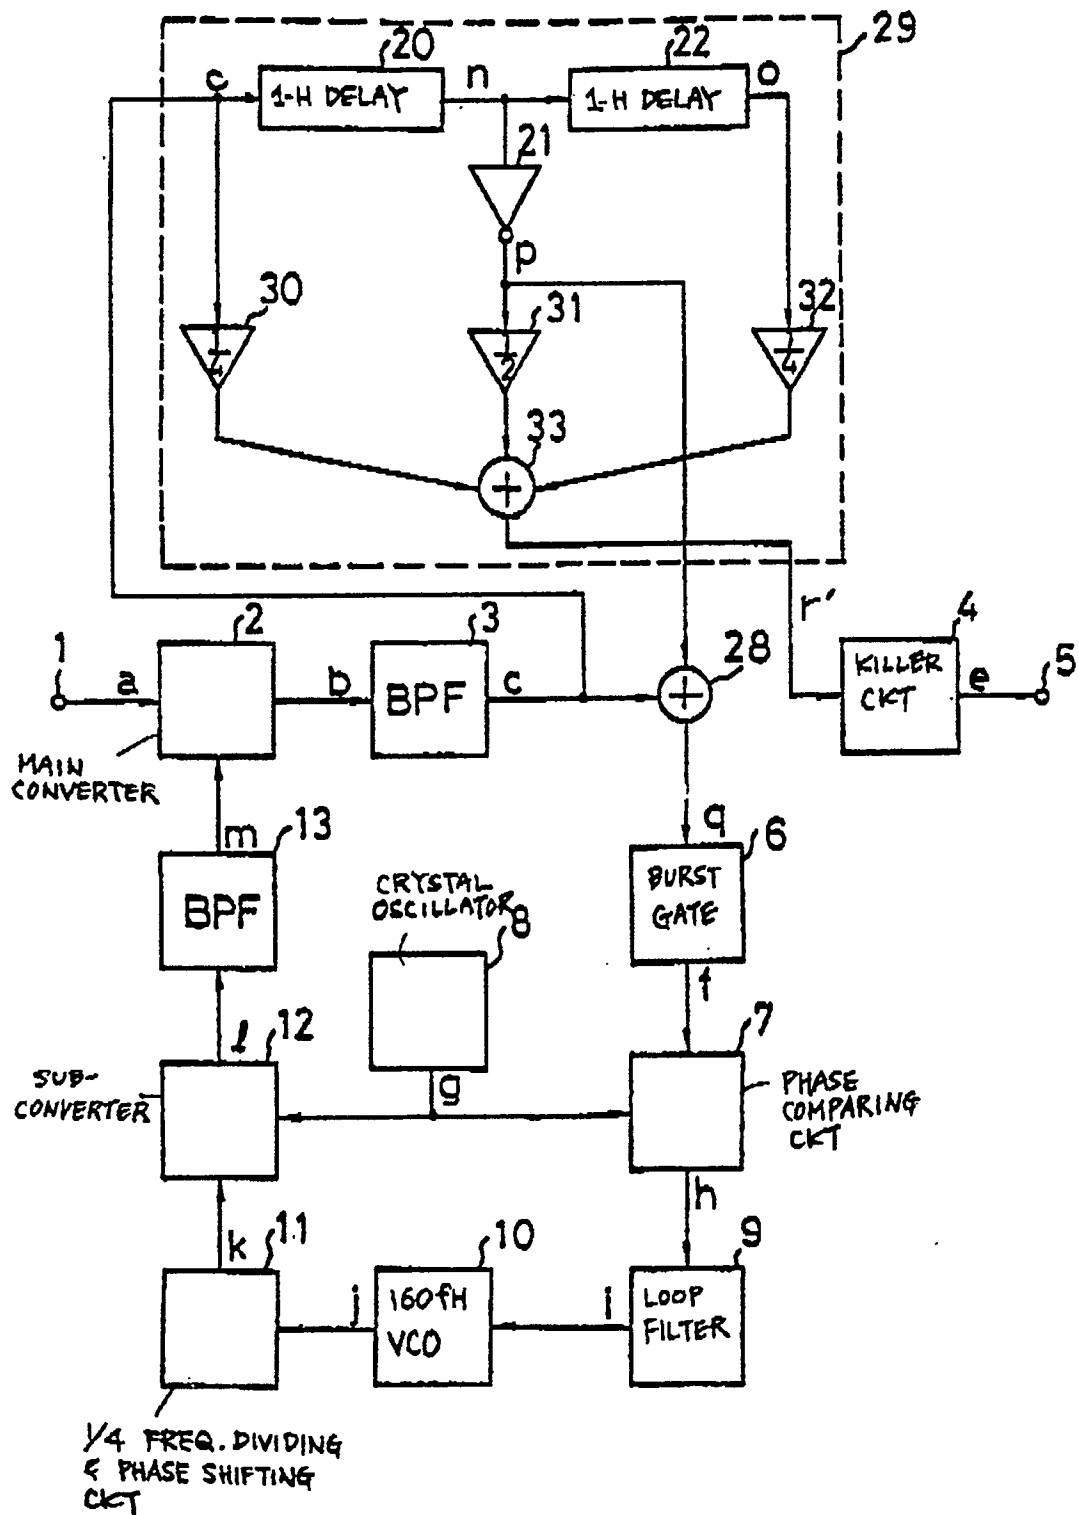 20
22
29
c
1-H DELAY
n
1-H DELAY
o
21
p
30
31
32
1/4
1/2
1/4
33
+
r'
1
a
2
b
3
BPF
c
28
+
4
KILLER
CKT
e
5
MAIN
CONVERTER
m
13
BPF
q
6
BURST
GATE
CRYSTAL
OSCILLATOR
8
f
l
12
7
SUB-
CONVERTER
g
PHASE
COMPARING
CKT
h
k
11
j
10
160fH
VCO
i
9
LOOP
FILTER
1/4 FREQ. DIVIDING
& PHASE SHIFTING
CKT